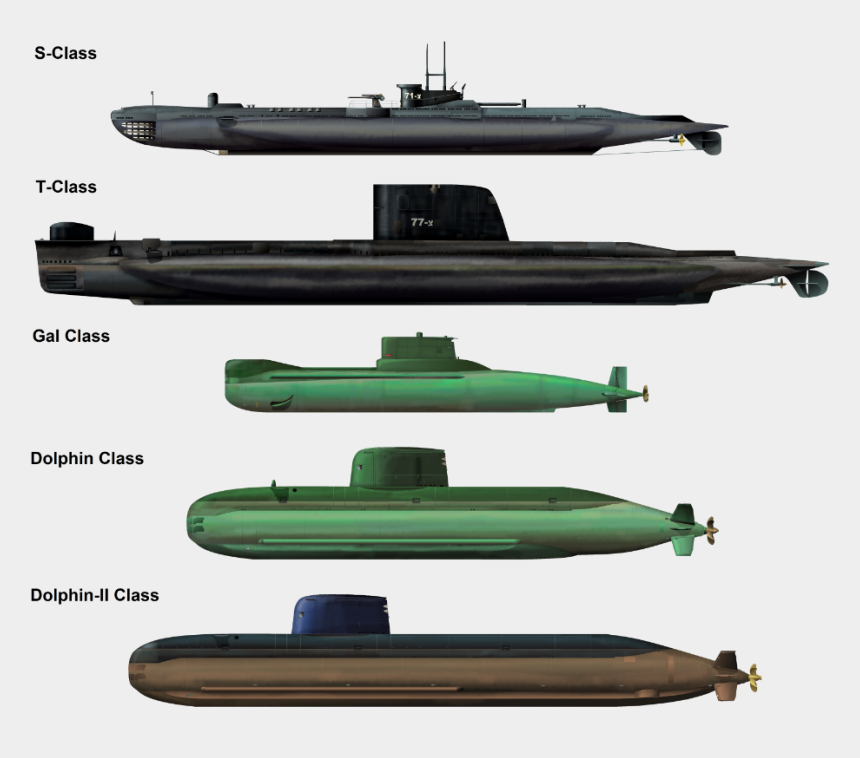 S-Class
71-צ
T-Class
77-צ
Gal Class
Dolphin Class
Dolphin-II Class